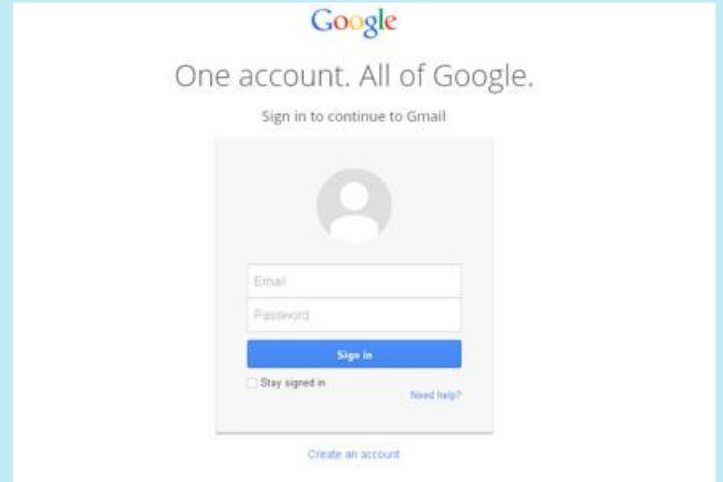 Google
One account. All of Google.
Sign in to continue to Gmail
Email
Password
Sign in
Stay signed in
Need help?
Create an account